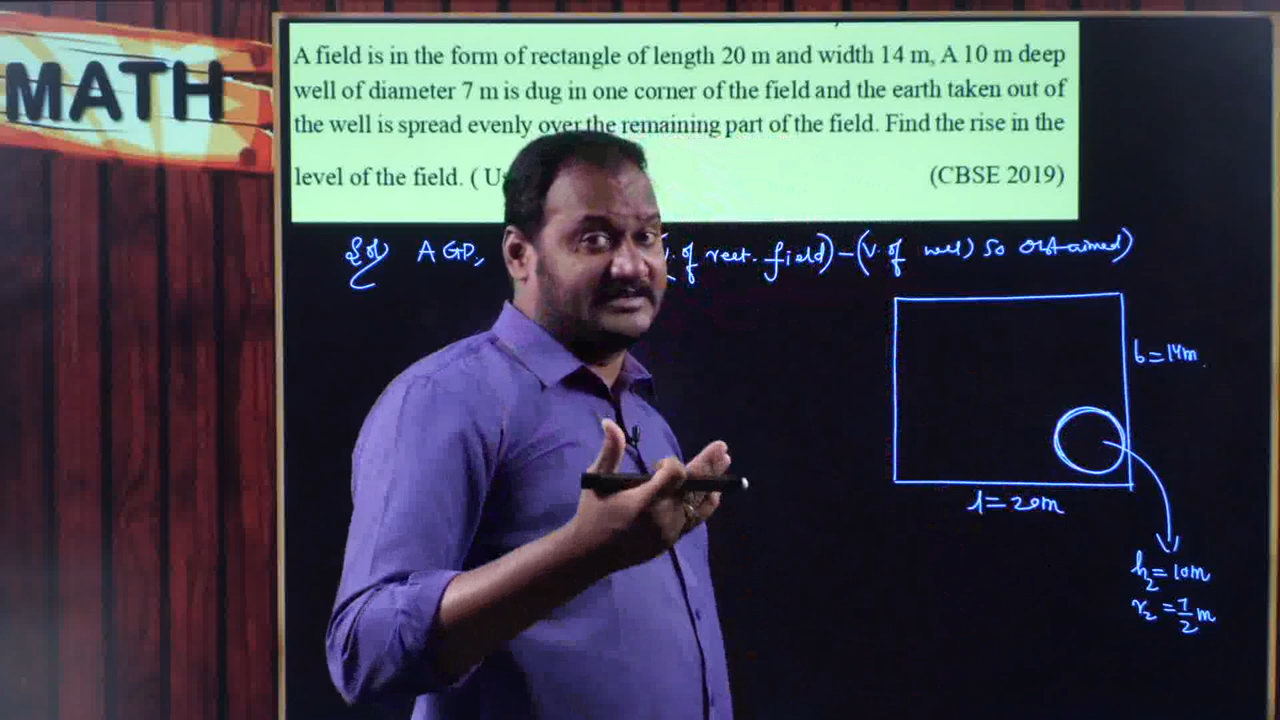 MATH
A field is in the form of rectangle of length 20 m and width 14 m, A 10 m deep
well of diameter 7 m is dug in one corner of the field and the earth taken out of
the well is spread evenly over the remaining part of the field. Find the rise in the
level of the field. ( (CBSE 2019)
Sol A GD, of rect. field) - (V. of well) so obtained)
b = 14m.
l = 20m
h₂ = 10m
r₂ = 7/2 m